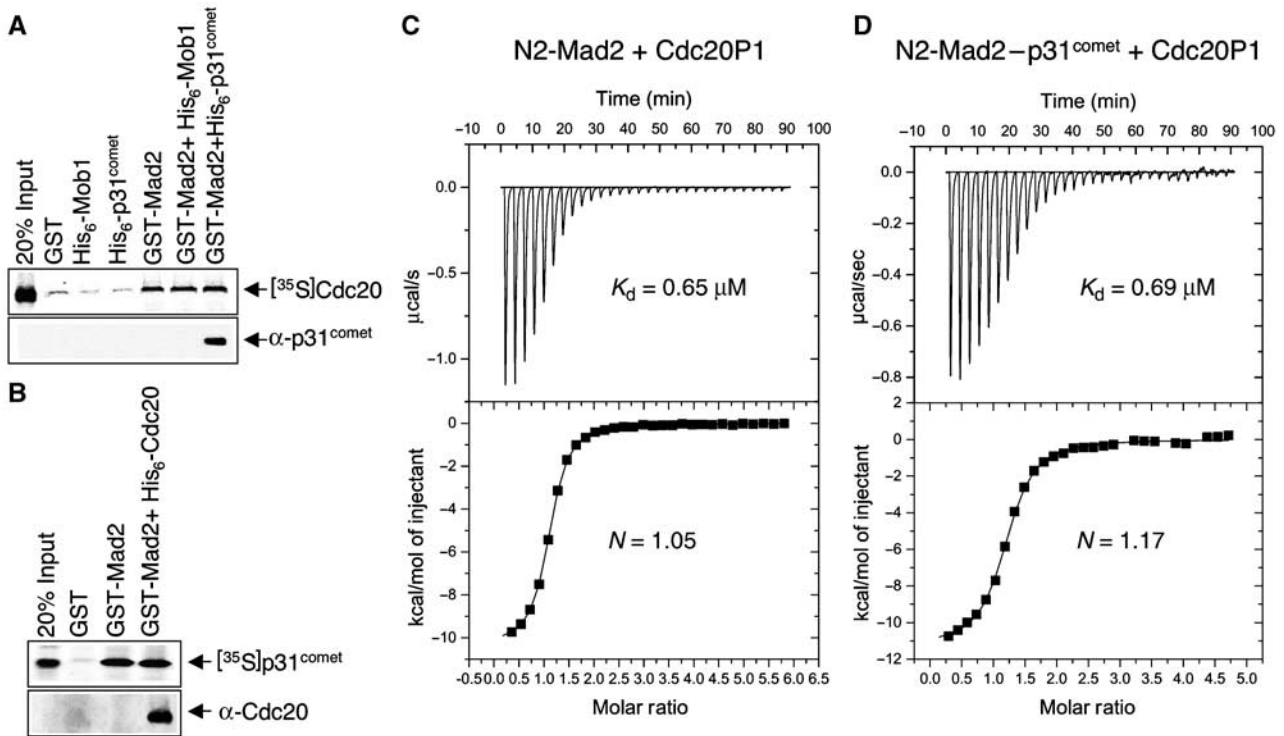 A
20% Input
GST
His6-Mob1
His6-p31comet
GST-Mad2
GST-Mad2+ His6-Mob1
GST-Mad2+His6-p31comet
[35S]Cdc20
α-p31comet
B
20% Input
GST
GST-Mad2
GST-Mad2+ His6-Cdc20
[35S]p31comet
α-Cdc20
C
N2-Mad2 + Cdc20P1
Time (min)
−10 0 10 20 30 40 50 60 70 80 90 100
0.0
−0.5
−1.0
μcal/s
Kd = 0.65 μM
0
−2
−4
−6
−8
−10
kcal/mol of injectant
N = 1.05
−0.5 0.0 0.5 1.0 1.5 2.0 2.5 3.0 3.5 4.0 4.5 5.0 5.5 6.0 6.5
Molar ratio
D
N2-Mad2−p31comet + Cdc20P1
Time (min)
−10 0 10 20 30 40 50 60 70 80 90 100
0.0
−0.2
−0.4
−0.6
−0.8
μcal/sec
Kd = 0.69 μM
2
0
−2
−4
−6
−8
−10
−12
kcal/mol of injectant
N = 1.17
0.0 0.5 1.0 1.5 2.0 2.5 3.0 3.5 4.0 4.5 5.0
Molar ratio